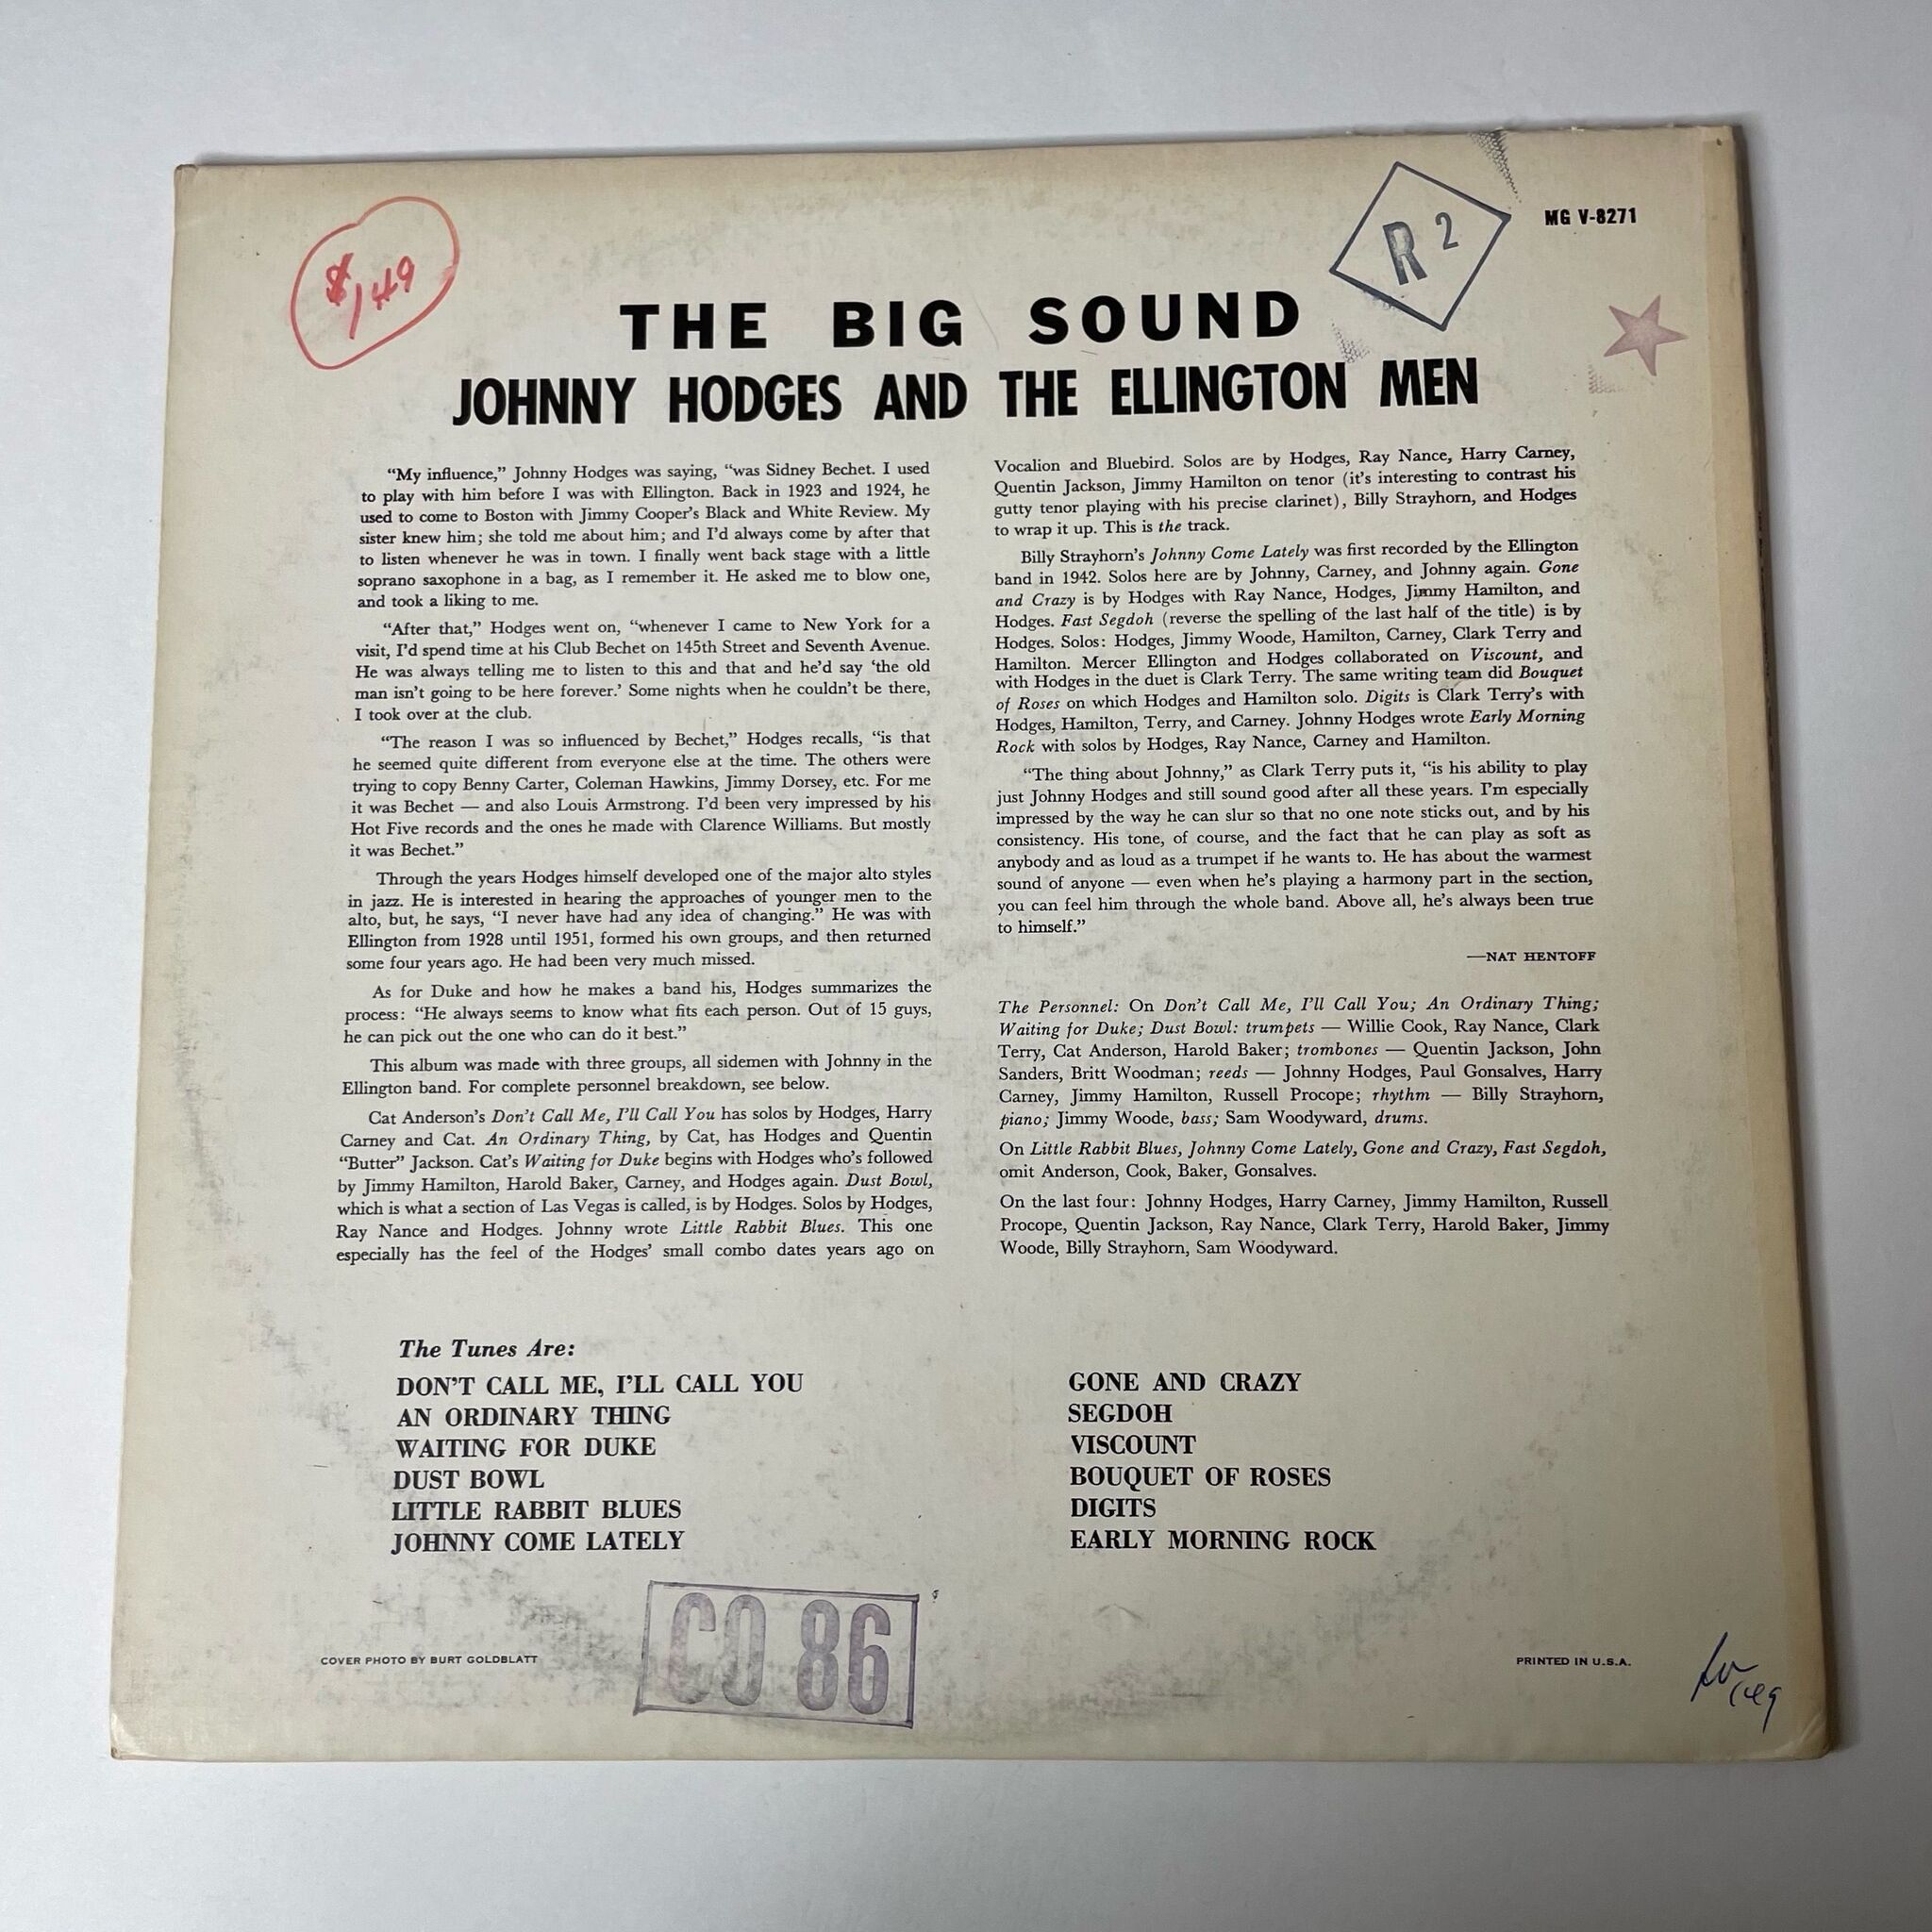 $1.49
R 2
MG V-8271
THE BIG SOUND
JOHNNY HODGES AND THE ELLINGTON MEN
“My influence,” Johnny Hodges was saying, “was Sidney Bechet. I used
to play with him before I was with Ellington. Back in 1923 and 1924, he
used to come to Boston with Jimmy Cooper’s Black and White Review. My
sister knew him; she told me about him; and I’d always come by after that
to listen whenever he was in town. I finally went back stage with a little
soprano saxophone in a bag, as I remember it. He asked me to blow one,
and took a liking to me.
“After that,” Hodges went on, “whenever I came to New York for a
visit, I’d spend time at his Club Bechet on 145th Street and Seventh Avenue.
He was always telling me to listen to this and that and he’d say ‘the old
man isn’t going to be here forever.’ Some nights when he couldn’t be there,
I took over at the club.
“The reason I was so influenced by Bechet,” Hodges recalls, “is that
he seemed quite different from everyone else at the time. The others were
trying to copy Benny Carter, Coleman Hawkins, Jimmy Dorsey, etc. For me
it was Bechet — and also Louis Armstrong. I’d been very impressed by his
Hot Five records and the ones he made with Clarence Williams. But mostly
it was Bechet.”
Through the years Hodges himself developed one of the major alto styles
in jazz. He is interested in hearing the approaches of younger men to the
alto, but, he says, “I never have had any idea of changing.” He was with
Ellington from 1928 until 1951, formed his own groups, and then returned
some four years ago. He had been very much missed.
As for Duke and how he makes a band his, Hodges summarizes the
process: “He always seems to know what fits each person. Out of 15 guys,
he can pick out the one who can do it best.”
This album was made with three groups, all sidemen with Johnny in the
Ellington band. For complete personnel breakdown, see below.
Cat Anderson’s Don’t Call Me, I’ll Call You has solos by Hodges, Harry
Carney and Cat. An Ordinary Thing, by Cat, has Hodges and Quentin
“Butter” Jackson. Cat’s Waiting for Duke begins with Hodges who’s followed
by Jimmy Hamilton, Harold Baker, Carney, and Hodges again. Dust Bowl,
which is what a section of Las Vegas is called, is by Hodges. Solos by Hodges,
Ray Nance and Hodges. Johnny wrote Little Rabbit Blues. This one
especially has the feel of the Hodges’ small combo dates years ago on
Vocalion and Bluebird. Solos are by Hodges, Ray Nance, Harry Carney,
Quentin Jackson, Jimmy Hamilton on tenor (it’s interesting to contrast his
gutty tenor playing with his precise clarinet), Billy Strayhorn, and Hodges
to wrap it up. This is the track.
Billy Strayhorn’s Johnny Come Lately was first recorded by the Ellington
band in 1942. Solos here are by Johnny, Carney, and Johnny again. Gone
and Crazy is by Hodges with Ray Nance, Hodges, Jimmy Hamilton, and
Hodges. Fast Segdoh (reverse the spelling of the last half of the title) is by
Hodges. Solos: Hodges, Jimmy Woode, Hamilton, Carney, Clark Terry and
Hamilton. Mercer Ellington and Hodges collaborated on Viscount, and
with Hodges in the duet is Clark Terry. The same writing team did Bouquet
of Roses on which Hodges and Hamilton solo. Digits is Clark Terry’s with
Hodges, Hamilton, Terry, and Carney. Johnny Hodges wrote Early Morning
Rock with solos by Hodges, Ray Nance, Carney and Hamilton.
“The thing about Johnny,” as Clark Terry puts it, “is his ability to play
just Johnny Hodges and still sound good after all these years. I’m especially
impressed by the way he can slur so that no one note sticks out, and by his
consistency. His tone, of course, and the fact that he can play as soft as
anybody and as loud as a trumpet if he wants to. He has about the warmest
sound of anyone — even when he’s playing a harmony part in the section,
you can feel him through the whole band. Above all, he’s always been true
to himself.”
—NAT HENTOFF
The Personnel: On Don’t Call Me, I’ll Call You; An Ordinary Thing;
Waiting for Duke; Dust Bowl: trumpets — Willie Cook, Ray Nance, Clark
Terry, Cat Anderson, Harold Baker; trombones — Quentin Jackson, John
Sanders, Britt Woodman; reeds — Johnny Hodges, Paul Gonsalves, Harry
Carney, Jimmy Hamilton, Russell Procope; rhythm — Billy Strayhorn,
piano; Jimmy Woode, bass; Sam Woodyward, drums.
On Little Rabbit Blues, Johnny Come Lately, Gone and Crazy, Fast Segdoh,
omit Anderson, Cook, Baker, Gonsalves.
On the last four: Johnny Hodges, Harry Carney, Jimmy Hamilton, Russell
Procope, Quentin Jackson, Ray Nance, Clark Terry, Harold Baker, Jimmy
Woode, Billy Strayhorn, Sam Woodyward.
The Tunes Are:
DON’T CALL ME, I’LL CALL YOU
AN ORDINARY THING
WAITING FOR DUKE
DUST BOWL
LITTLE RABBIT BLUES
JOHNNY COME LATELY
GONE AND CRAZY
SEGDOH
VISCOUNT
BOUQUET OF ROSES
DIGITS
EARLY MORNING ROCK
CO 86
COVER PHOTO BY BURT GOLDBLATT
PRINTED IN U.S.A.